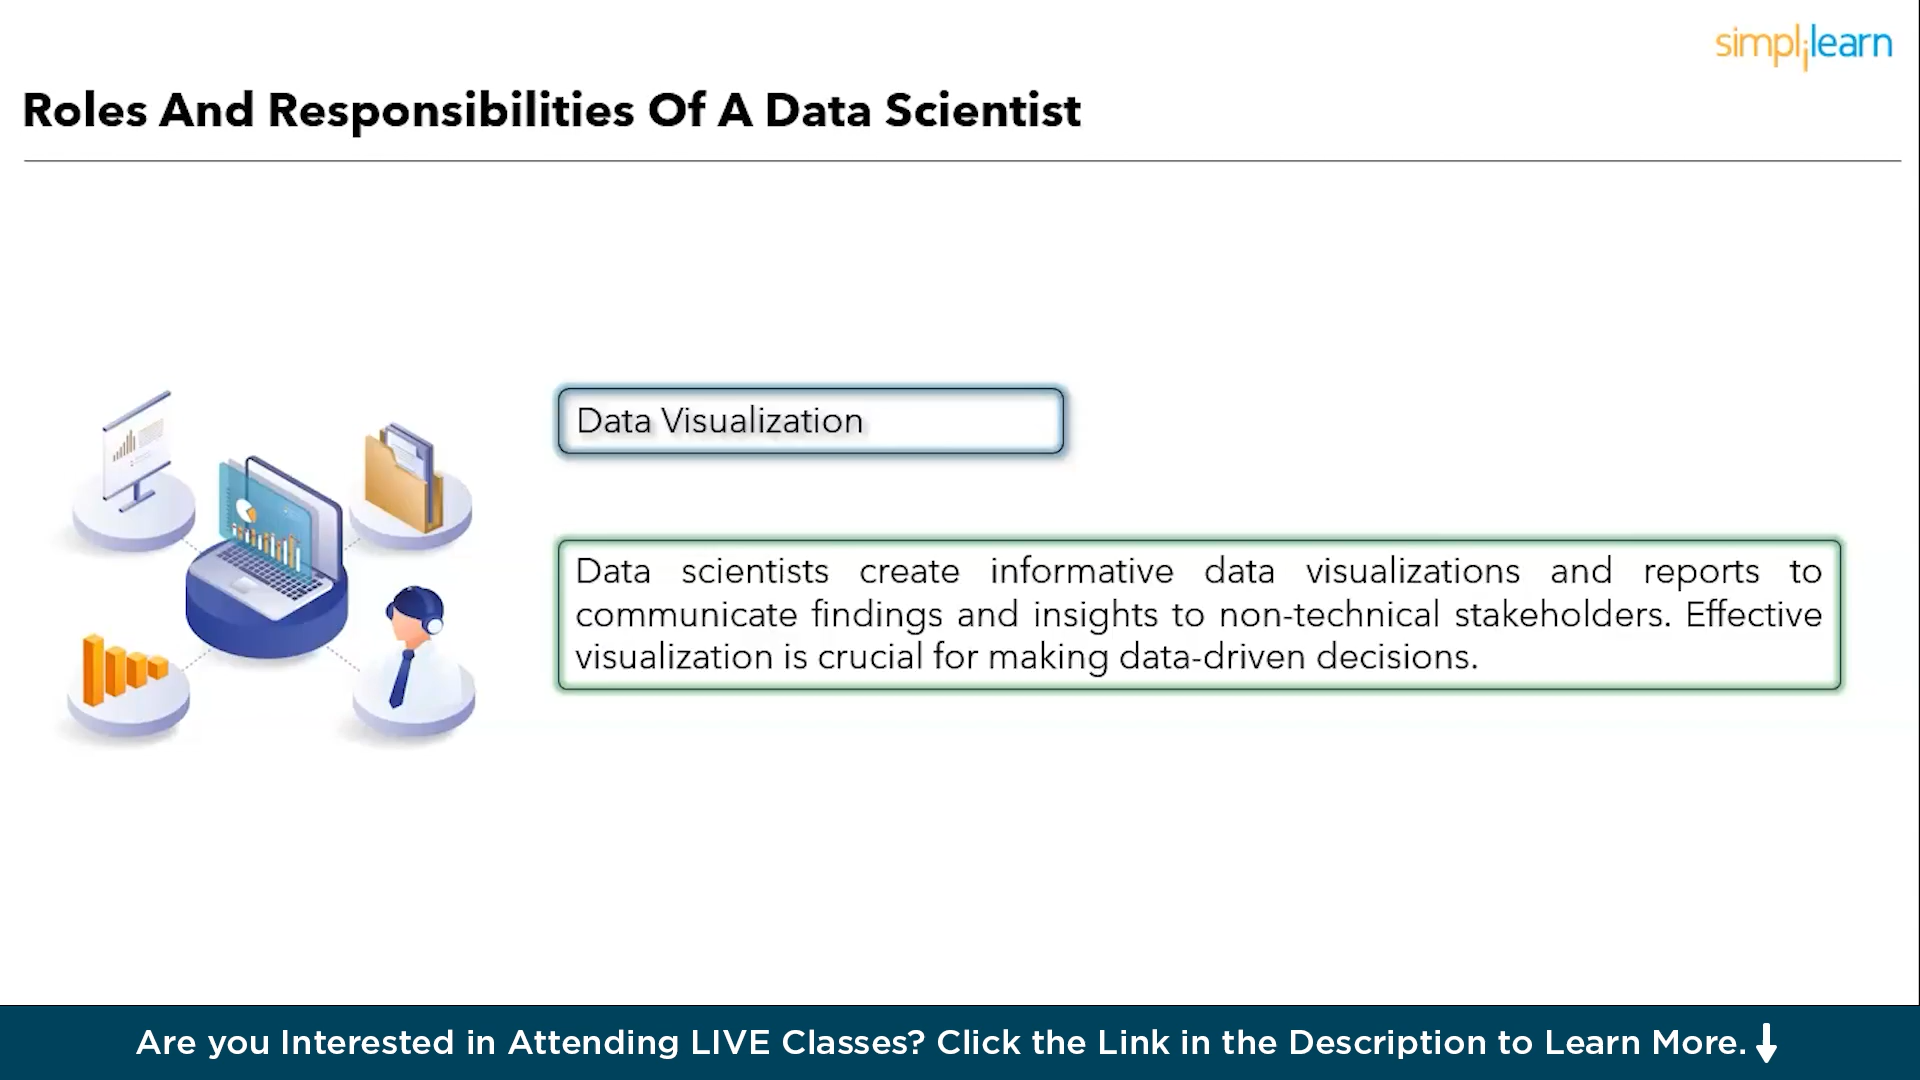 simplilearn
Roles And Responsibilities Of A Data Scientist
Data Visualization
Data scientists create informative data visualizations and reports to
communicate findings and insights to non-technical stakeholders. Effective
visualization is crucial for making data-driven decisions.
Are you Interested in Attending LIVE Classes? Click the Link in the Description to Learn More.